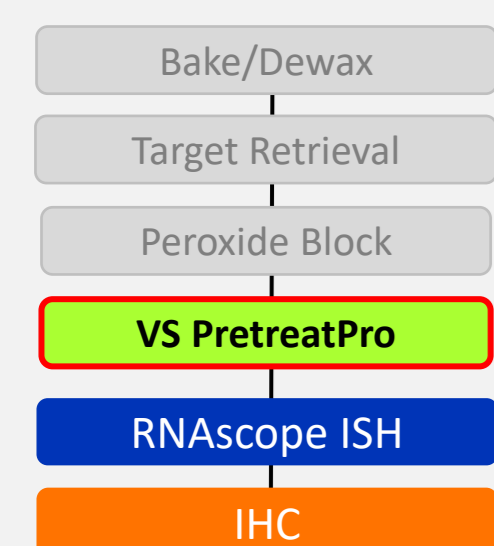 Bake/Dewax
Target Retrieval
Peroxide Block
VS PretreatPro
RNAscope ISH
IHC